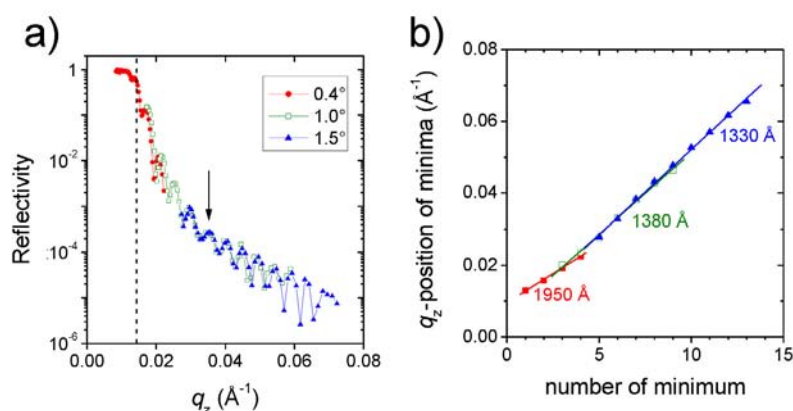 a)
Reflectivity
1
10⁻²
10⁻⁴
10⁻⁶
0.00 0.02 0.04 0.06 0.08
q_z (Å⁻¹)
0.4°
1.0°
1.5°
b)
q_z-position of minima (Å⁻¹)
0.08
0.06
0.04
0.02
0.00
0 5 10 15
number of minimum
1950 Å
1380 Å
1330 Å